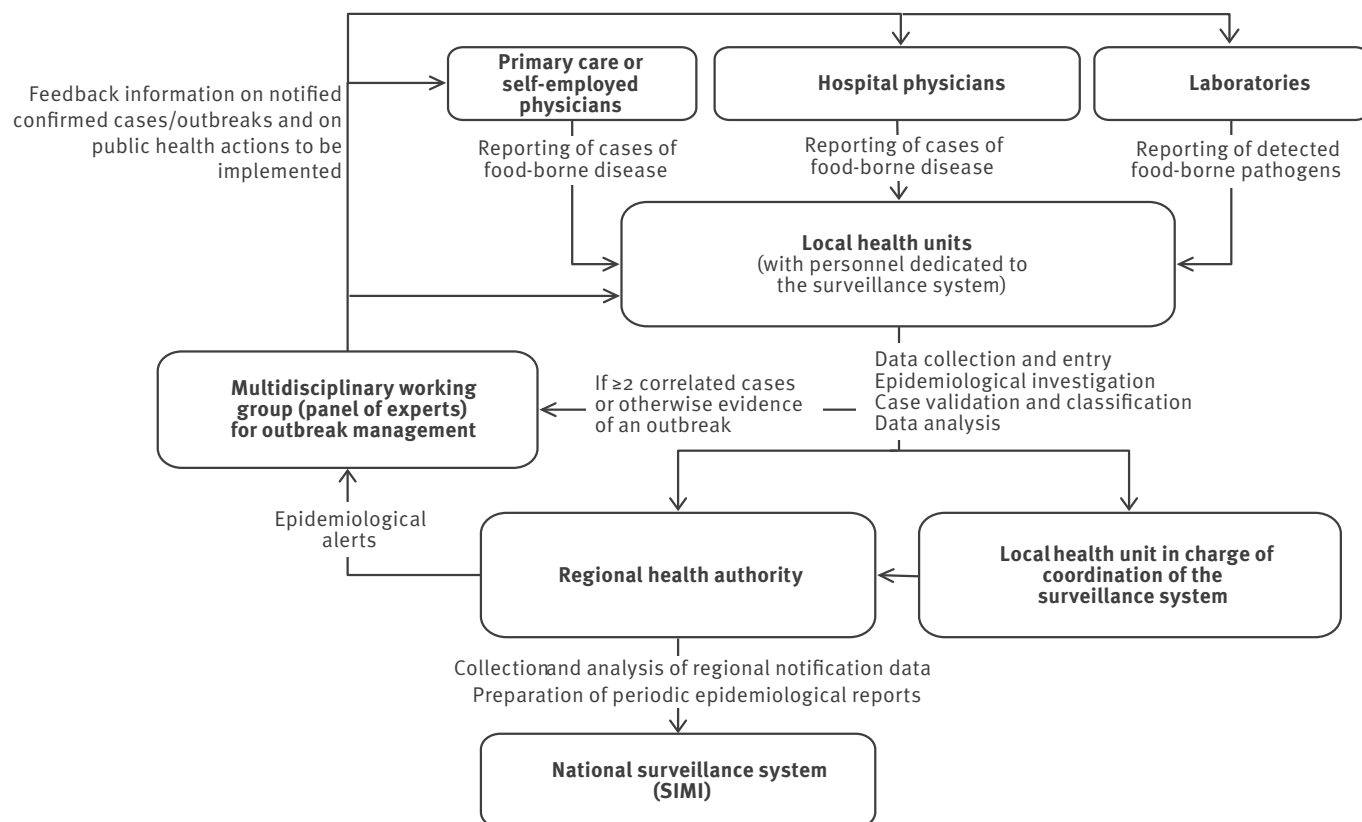 Primary care or
self-employed
physicians
Hospital physicians
Laboratories
Feedback information on notified
confirmed cases/outbreaks and on
public health actions to be
implemented
Reporting of cases of
food-borne disease
Reporting of cases of
food-borne disease
Reporting of detected
food-borne pathogens
Local health units
(with personnel dedicated to
the surveillance system)
Multidisciplinary working
group (panel of experts)
for outbreak management
If ≥2 correlated cases
or otherwise evidence
of an outbreak
Data collection and entry
Epidemiological investigation
Case validation and classification
Data analysis
Epidemiological
alerts
Regional health authority
Local health unit in charge of
coordination of the
surveillance system
Collection and analysis of regional notification data
Preparation of periodic epidemiological reports
National surveillance system
(SIMI)